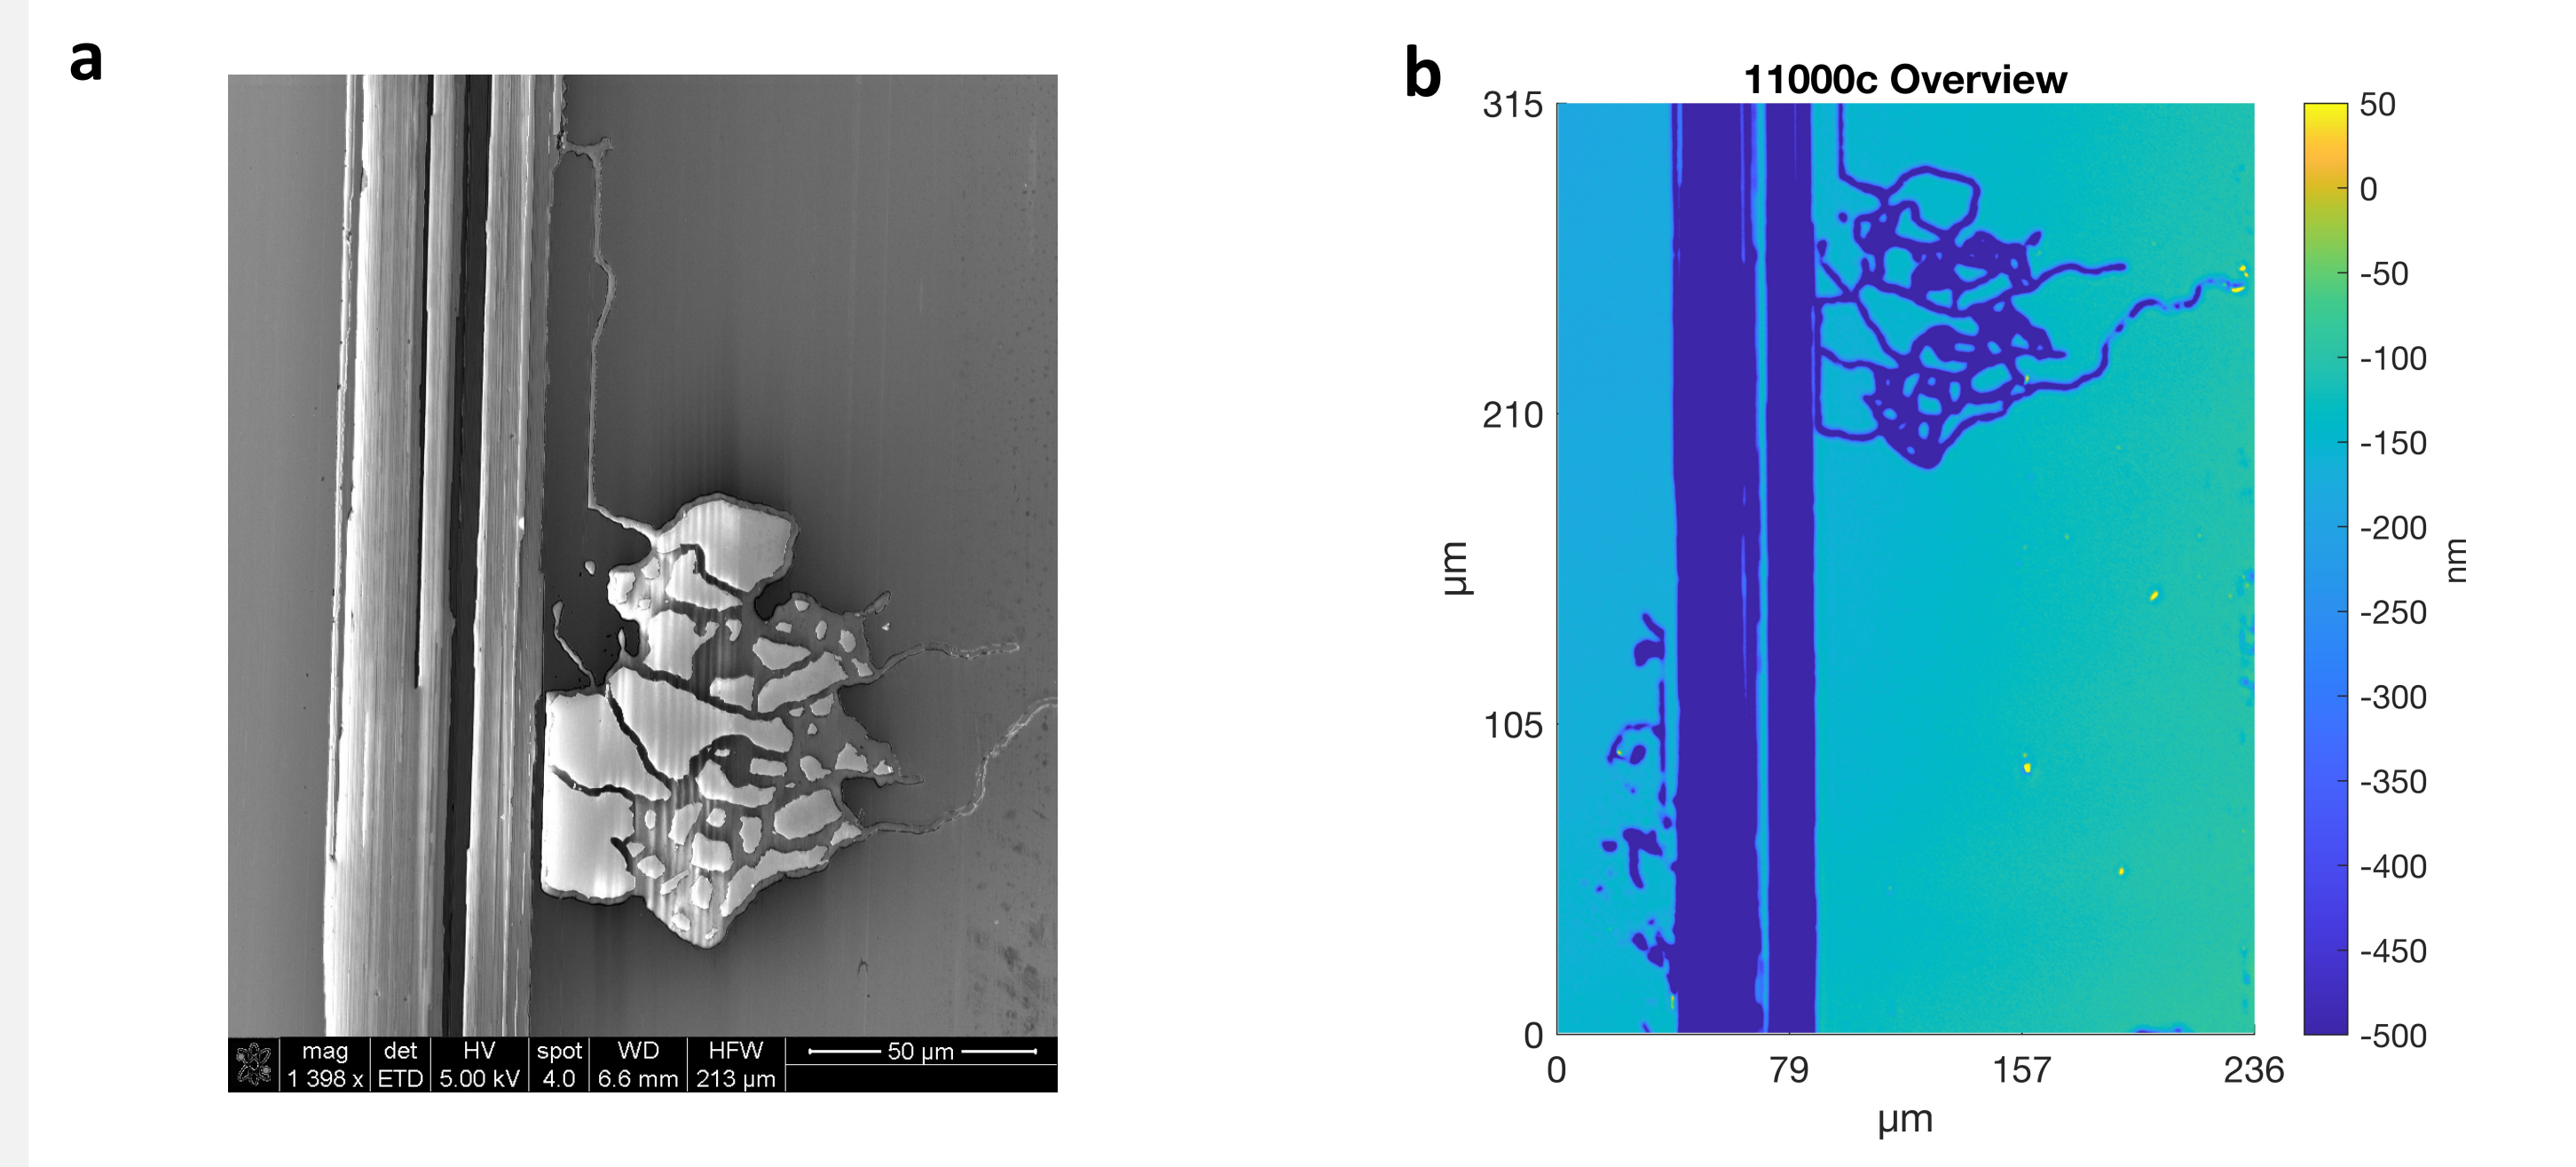 a
mag det HV spot WD HFW 50 µm
1 398 x ETD 5.00 kV 4.0 6.6 mm 213 µm
b
11000c Overview
315
210
105
0
µm
0 79 157 236
µm
50
0
-50
-100
-150
-200
-250
-300
-350
-400
-450
-500
nm